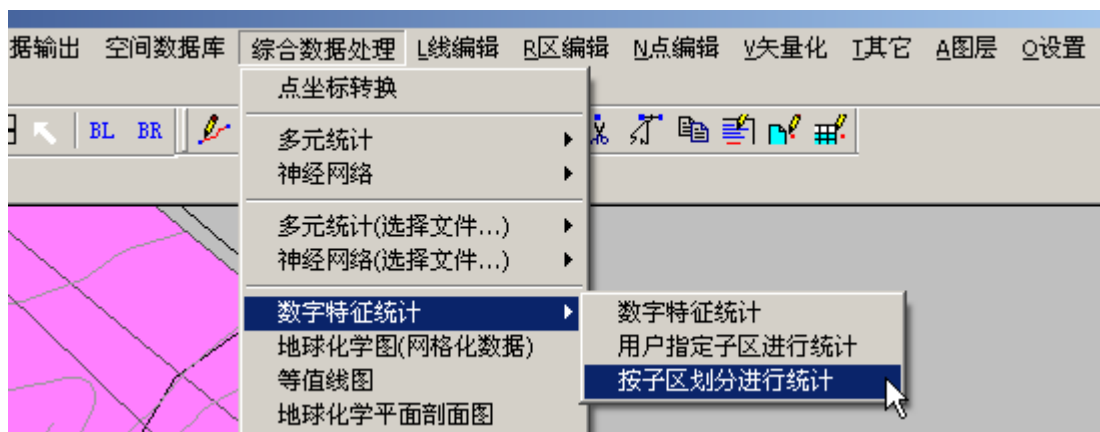 据输出 空间数据库 综合数据处理 L线编辑 R区编辑 N点编辑 V矢量化 I其它 A图层 O设置
点坐标转换
BL BR
多元统计
神经网络
多元统计(选择文件...)
神经网络(选择文件...)
数字特征统计
数字特征统计
地球化学图(网格化数据)
用户指定子区进行统计
等值线图
按子区划分进行统计
地球化学平面剖面图